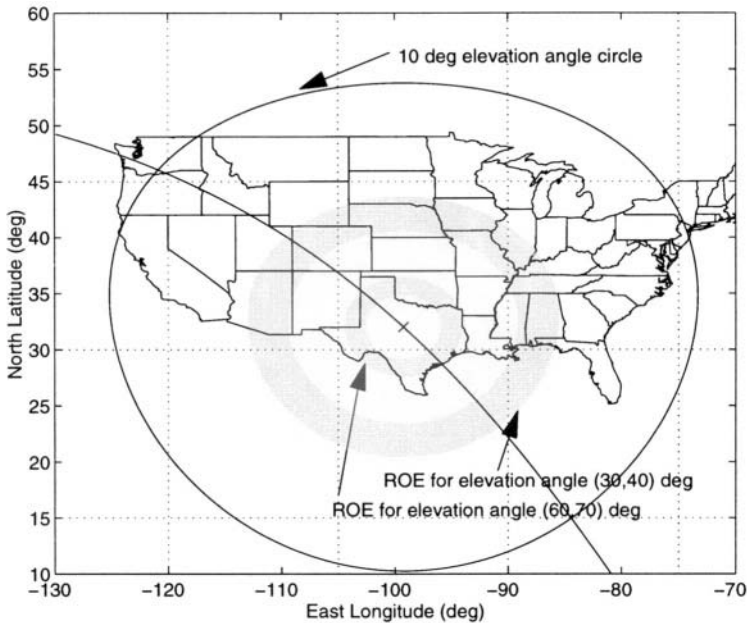 60
55
50
45
40
35
30
25
20
15
10
North Latitude (deg)
10 deg elevation angle circle
ROE for elevation angle (30,40) deg
ROE for elevation angle (60,70) deg
−130 −120 −110 −100 −90 −80 −70
East Longitude (deg)